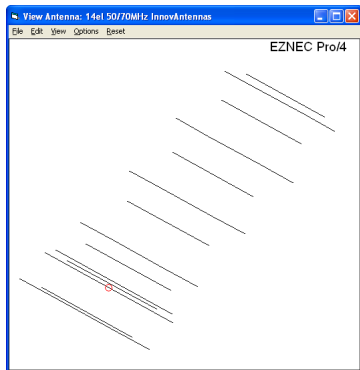 View Antenna: 14el 50/70MHz InnovAntennas
File Edit View Options Reset
EZNEC Pro/4